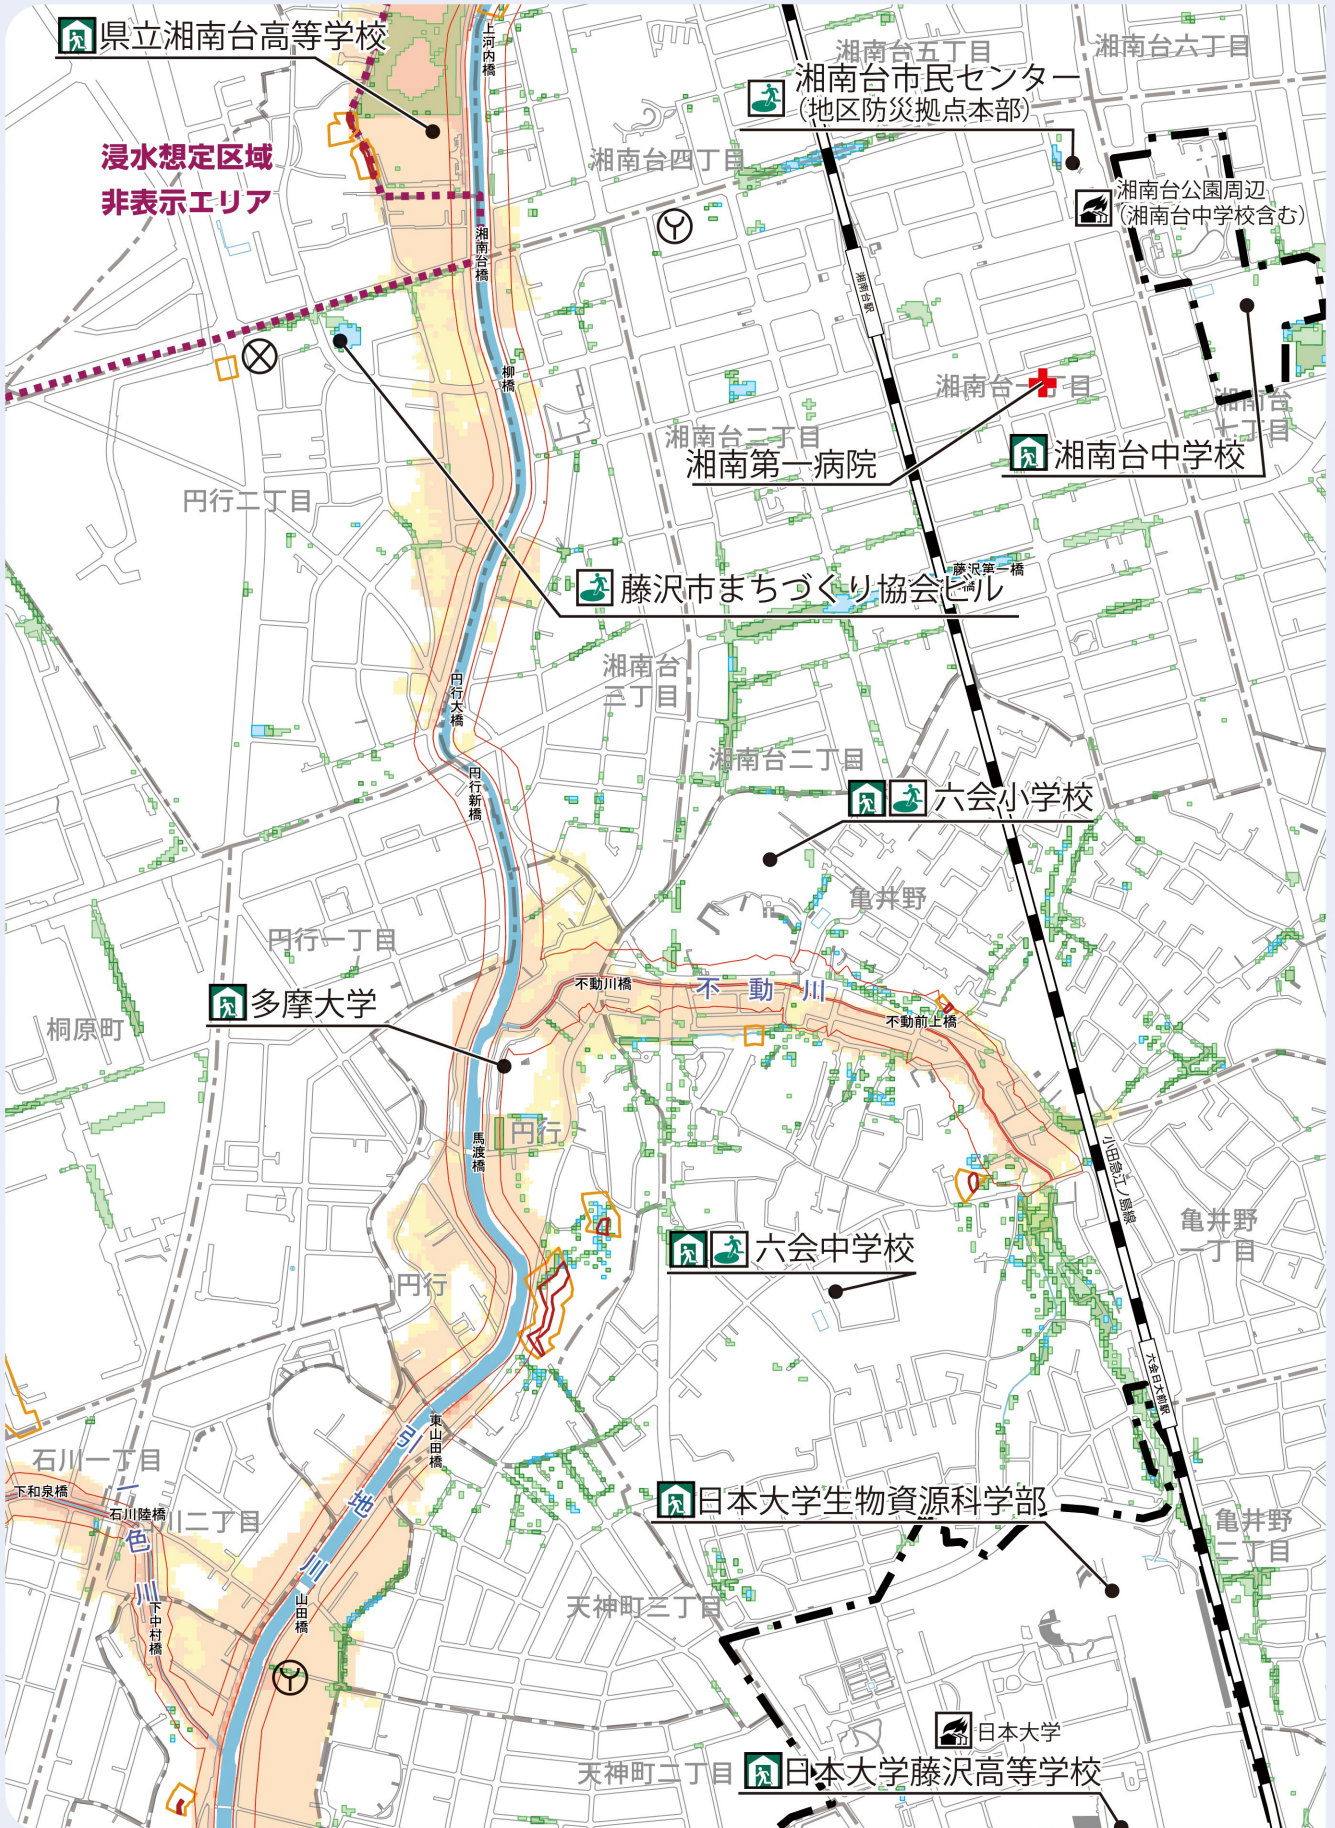 県立湘南台高等学校
上河内橋
湘南台五丁目
湘南台六丁目
湘南台市民センター
(地区防災拠点本部)
浸水想定区域
非表示エリア
湘南台四丁目
湘南台公園周辺
(湘南台中学校含む)
湘南台橋
湘南台駅
柳橋
湘南台一丁目
湘南台
七丁目
湘南台二丁目
湘南第一病院
湘南台中学校
円行二丁目
藤沢第一橋
藤沢市まちづくり協会ビル
湘南台
三丁目
円行大橋
湘南台二丁目
円行新橋
六会小学校
亀井野
円行一丁目
不動川橋
不動川
多摩大学
桐原町
不動前上橋
馬渡橋
円行
小田急江ノ島線
亀井野
一丁目
六会中学校
円行
六会日大前駅
東山田橋
引地川
石川一丁目
下和泉橋
石川陸橋
川二丁目
一色川
日本大学生物資源科学部
亀井野
二丁目
下中村橋
山田橋
天神町三丁目
日本大学
天神町二丁目
日本大学藤沢高等学校